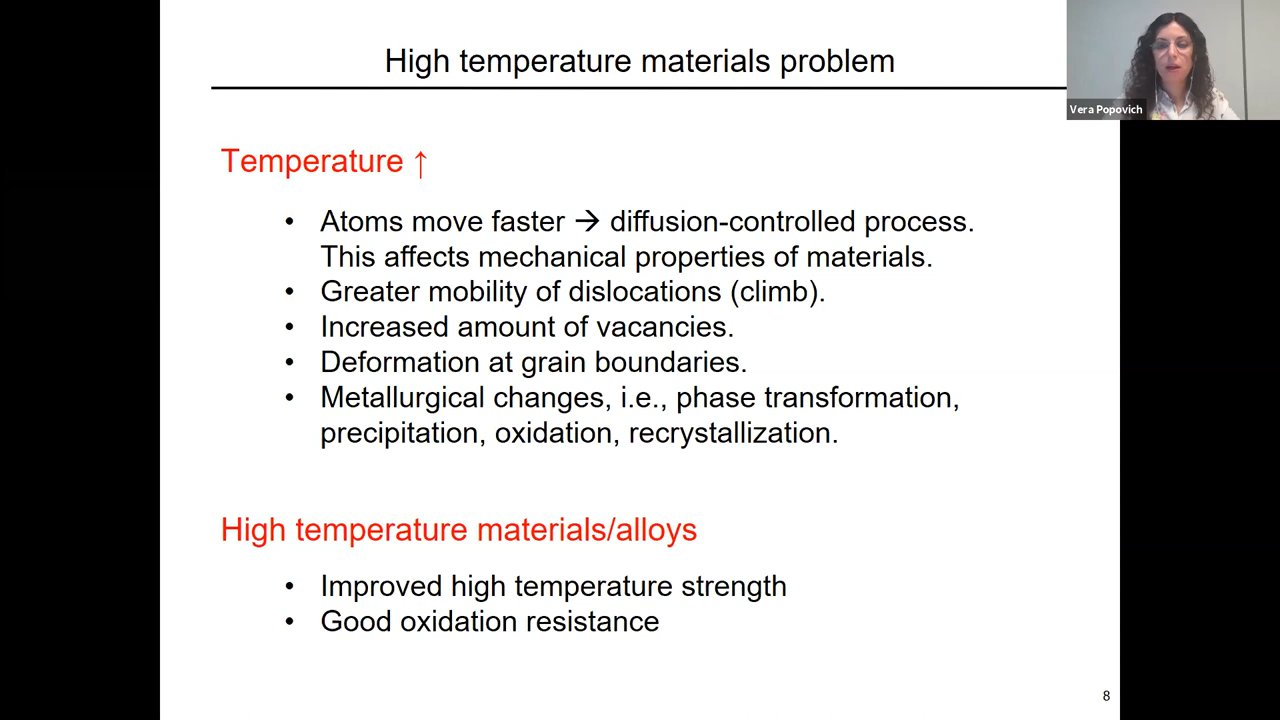 High temperature materials problem
Vera Popovich
Temperature ↑
• Atoms move faster → diffusion-controlled process.
This affects mechanical properties of materials.
• Greater mobility of dislocations (climb).
• Increased amount of vacancies.
• Deformation at grain boundaries.
• Metallurgical changes, i.e., phase transformation,
precipitation, oxidation, recrystallization.
High temperature materials/alloys
• Improved high temperature strength
• Good oxidation resistance
8